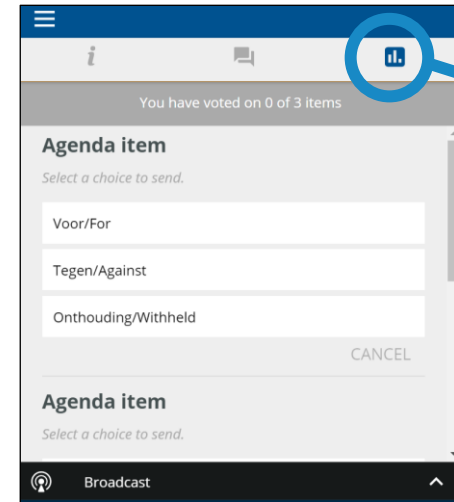 i
You have voted on 0 of 3 items
Agenda item
Select a choice to send.
Voor/For
Tegen/Against
Onthouding/Withheld
CANCEL
Agenda item
Select a choice to send.
Broadcast